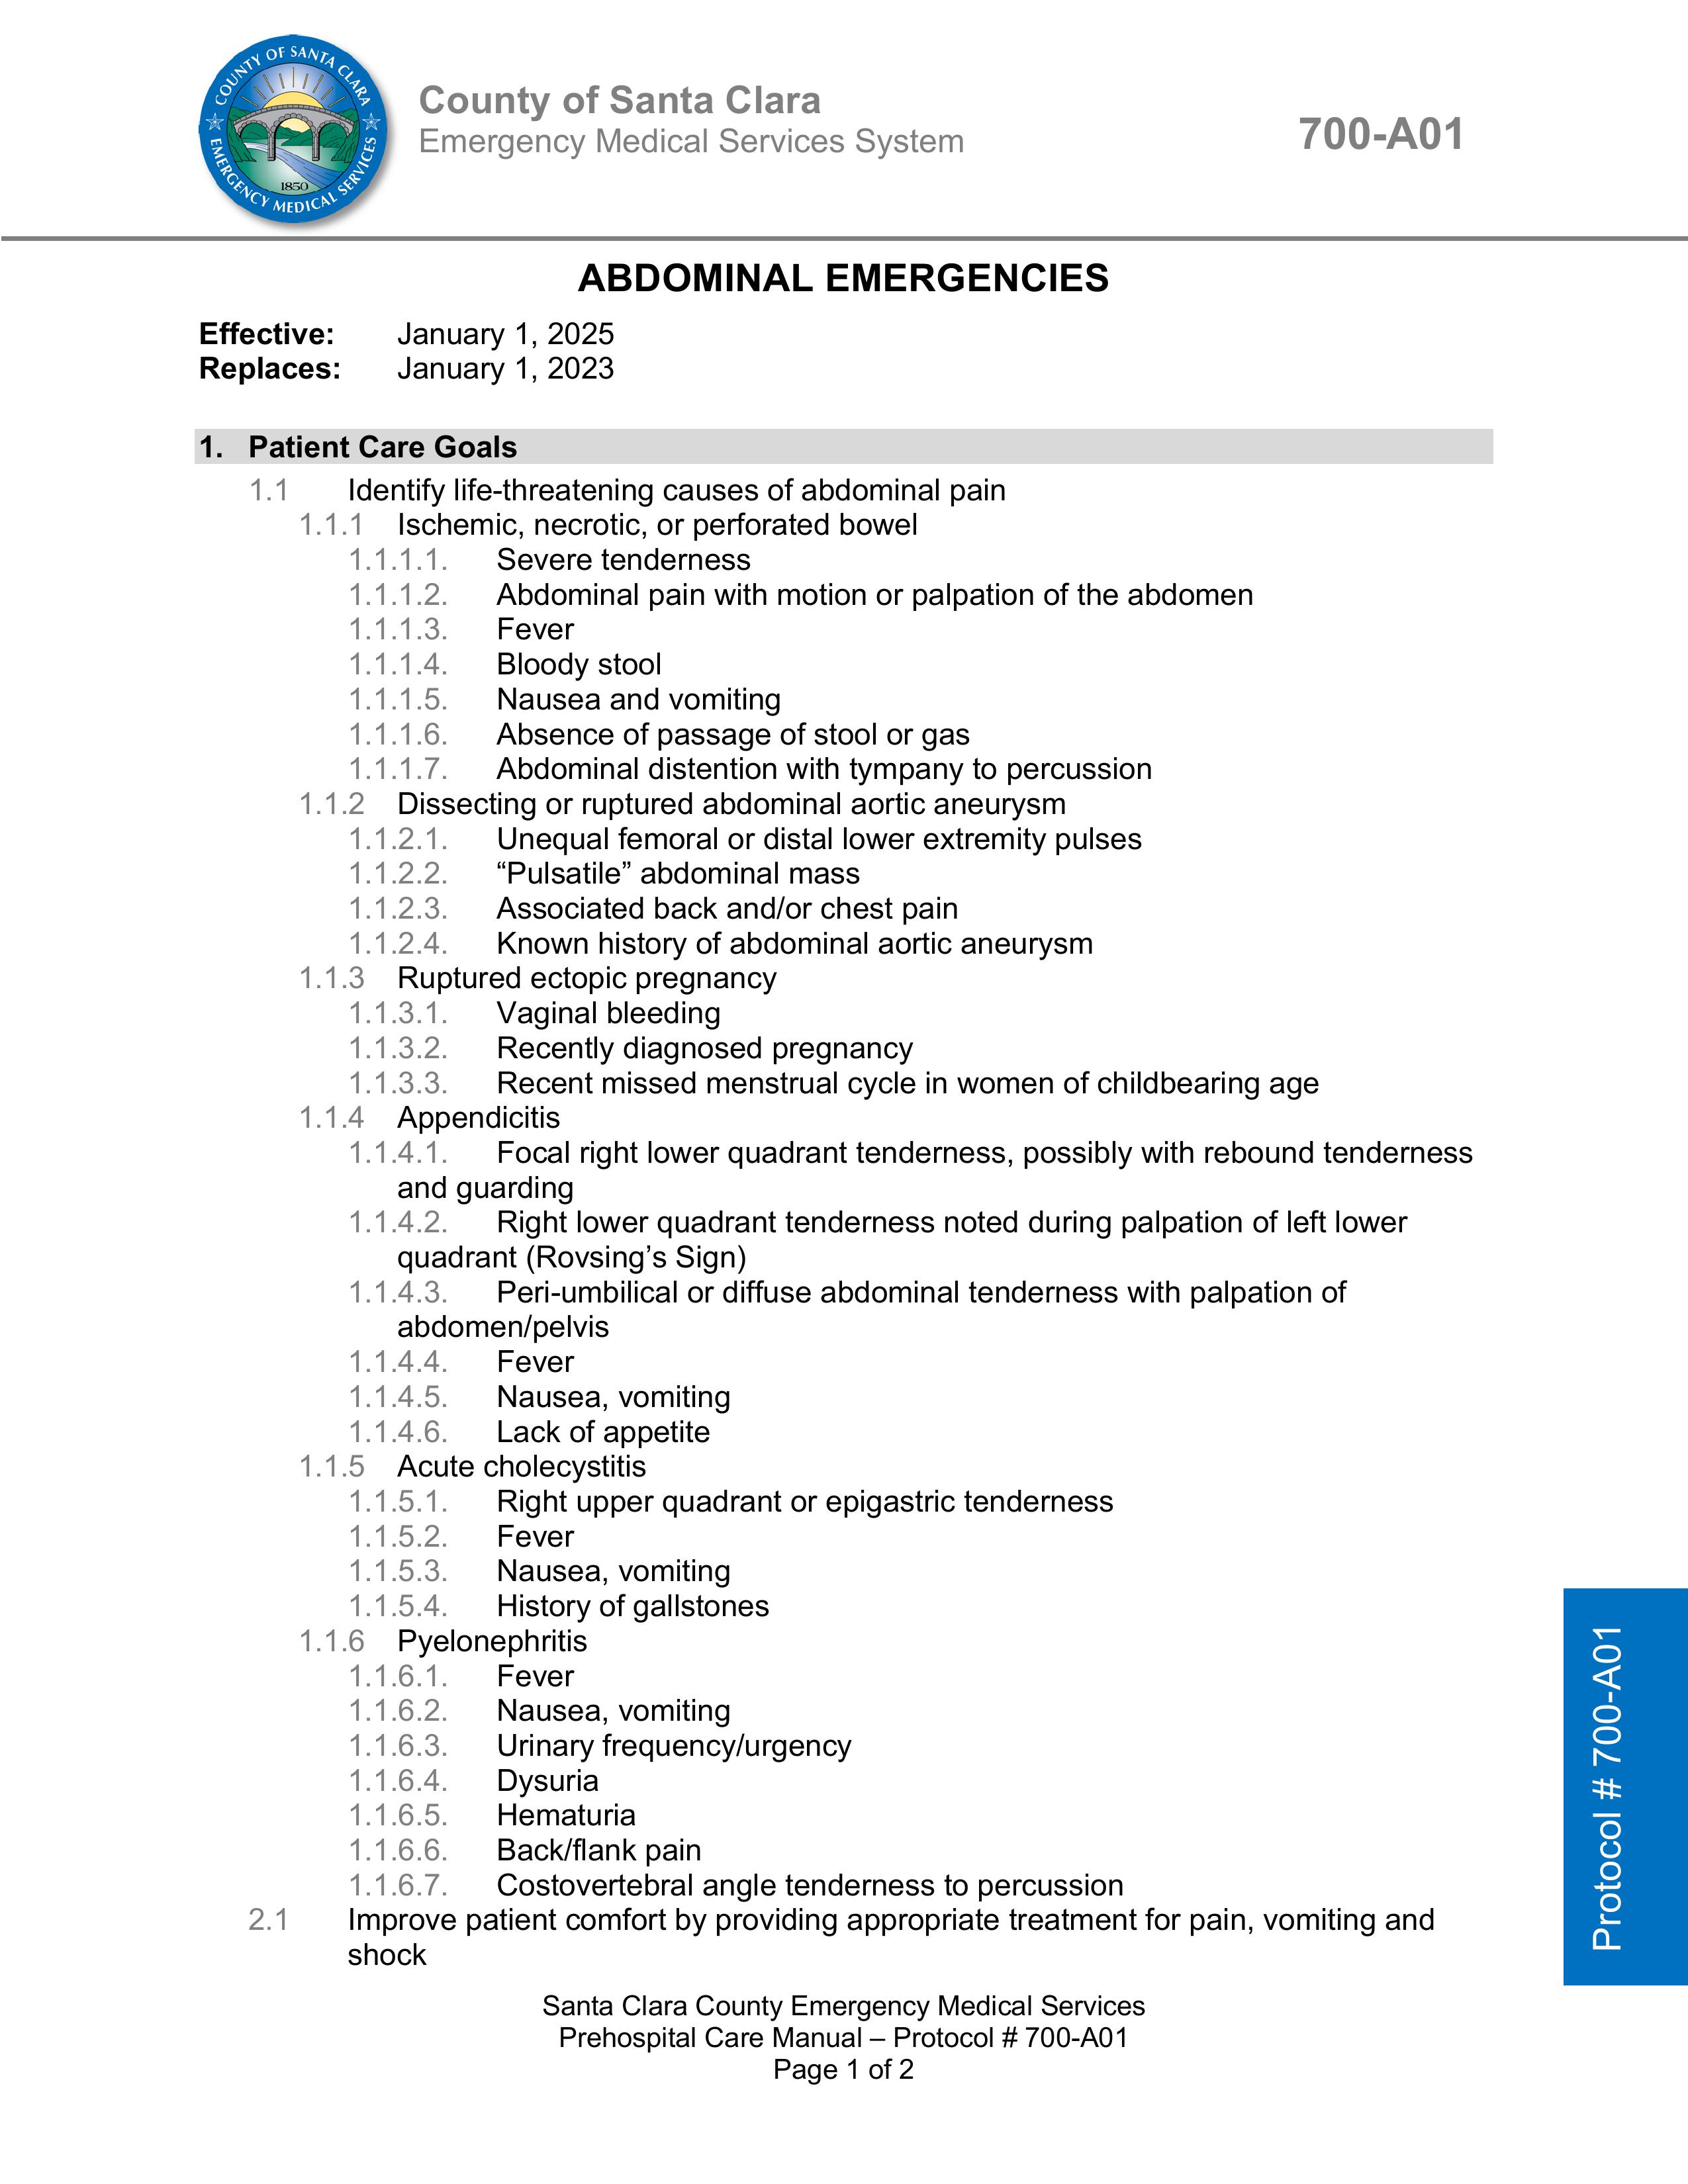 COUNTY OF SANTA CLARA
EMERGENCY MEDICAL SERVICES
1850
County of Santa Clara
Emergency Medical Services System
700-A01
ABDOMINAL EMERGENCIES
Effective: January 1, 2025
Replaces: January 1, 2023
1. Patient Care Goals
1.1 Identify life-threatening causes of abdominal pain
1.1.1 Ischemic, necrotic, or perforated bowel
1.1.1.1. Severe tenderness
1.1.1.2. Abdominal pain with motion or palpation of the abdomen
1.1.1.3. Fever
1.1.1.4. Bloody stool
1.1.1.5. Nausea and vomiting
1.1.1.6. Absence of passage of stool or gas
1.1.1.7. Abdominal distention with tympany to percussion
1.1.2 Dissecting or ruptured abdominal aortic aneurysm
1.1.2.1. Unequal femoral or distal lower extremity pulses
1.1.2.2. “Pulsatile” abdominal mass
1.1.2.3. Associated back and/or chest pain
1.1.2.4. Known history of abdominal aortic aneurysm
1.1.3 Ruptured ectopic pregnancy
1.1.3.1. Vaginal bleeding
1.1.3.2. Recently diagnosed pregnancy
1.1.3.3. Recent missed menstrual cycle in women of childbearing age
1.1.4 Appendicitis
1.1.4.1. Focal right lower quadrant tenderness, possibly with rebound tenderness
and guarding
1.1.4.2. Right lower quadrant tenderness noted during palpation of left lower
quadrant (Rovsing’s Sign)
1.1.4.3. Peri-umbilical or diffuse abdominal tenderness with palpation of
abdomen/pelvis
1.1.4.4. Fever
1.1.4.5. Nausea, vomiting
1.1.4.6. Lack of appetite
1.1.5 Acute cholecystitis
1.1.5.1. Right upper quadrant or epigastric tenderness
1.1.5.2. Fever
1.1.5.3. Nausea, vomiting
1.1.5.4. History of gallstones
1.1.6 Pyelonephritis
1.1.6.1. Fever
1.1.6.2. Nausea, vomiting
1.1.6.3. Urinary frequency/urgency
1.1.6.4. Dysuria
1.1.6.5. Hematuria
1.1.6.6. Back/flank pain
1.1.6.7. Costovertebral angle tenderness to percussion
2.1 Improve patient comfort by providing appropriate treatment for pain, vomiting and
shock
Protocol # 700-A01
Santa Clara County Emergency Medical Services
Prehospital Care Manual – Protocol # 700-A01
Page 1 of 2